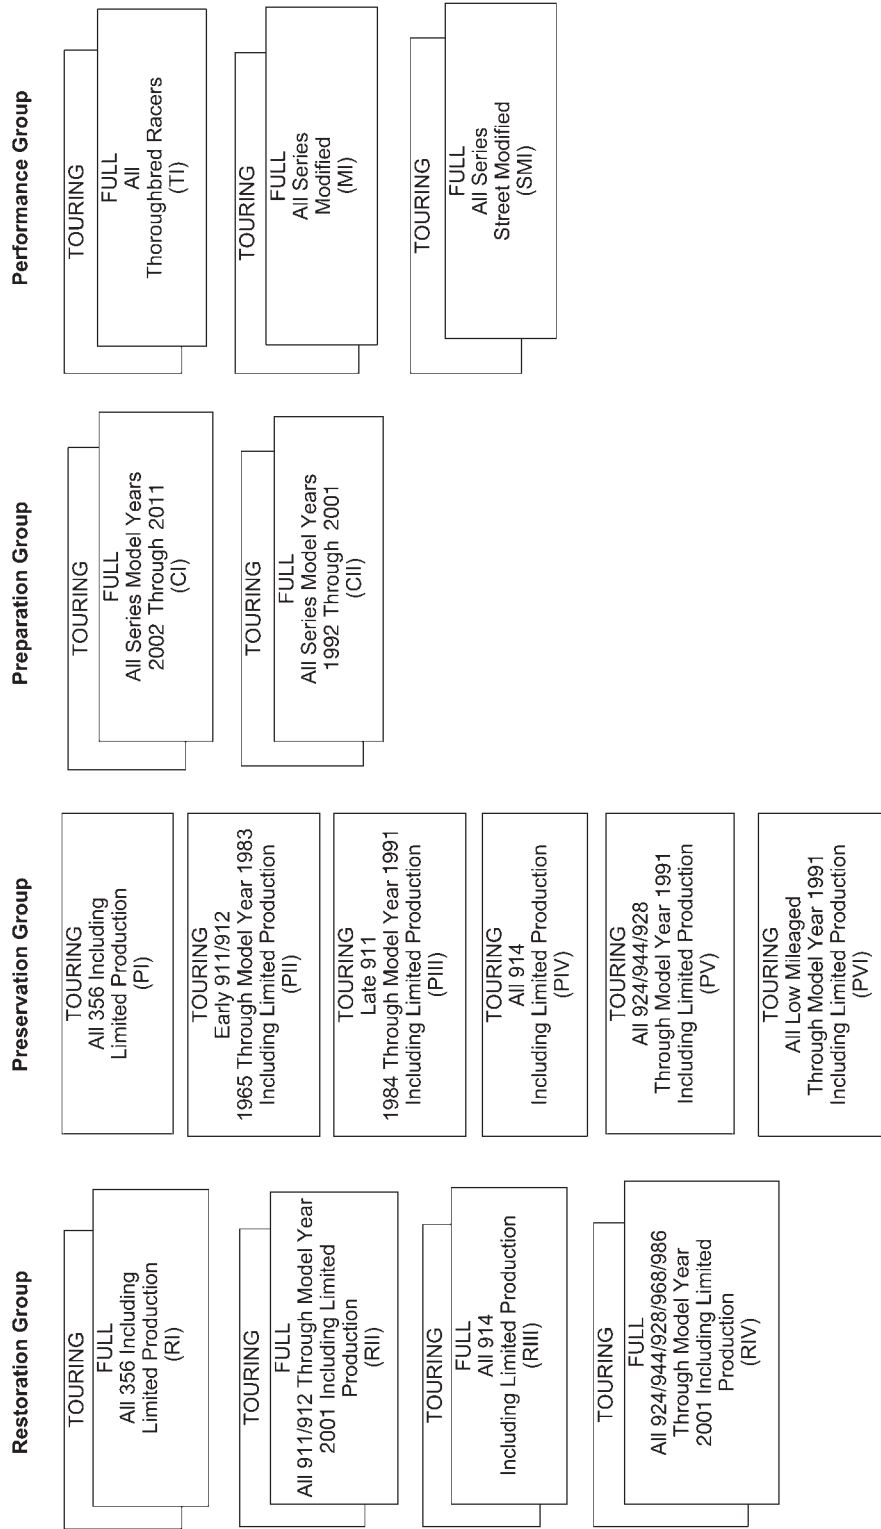 Restoration Group
TOURING
FULL
All 356 Including
Limited Production
(RI)
TOURING
FULL
All 911/912 Through Model Year
2001 Including Limited
Production
(RII)
TOURING
FULL
All 914
Including Limited Production
(RIII)
TOURING
FULL
All 924/944/928/968/986
Through Model Year
2001 Including Limited
Production
(RIV)
Preservation Group
TOURING
All 356 Including
Limited Production
(PI)
TOURING
Early 911/912
1965 Through Model Year 1983
Including Limited Production
(PII)
TOURING
Late 911
1984 Through Model Year 1991
Including Limited Production
(PIII)
TOURING
All 914
Including Limited Production
(PIV)
TOURING
All 924/944/928
Through Model Year 1991
Including Limited Production
(PV)
TOURING
All Low Mileaged
Through Model Year 1991
Including Limited Production
(PVI)
Preparation Group
TOURING
FULL
All Series Model Years
2002 Through 2011
(CI)
TOURING
FULL
All Series Model Years
1992 Through 2001
(CII)
Performance Group
TOURING
FULL
All
Thoroughbred Racers
(TI)
TOURING
FULL
All Series
Modified
(MI)
TOURING
FULL
All Series
Street Modified
(SMI)